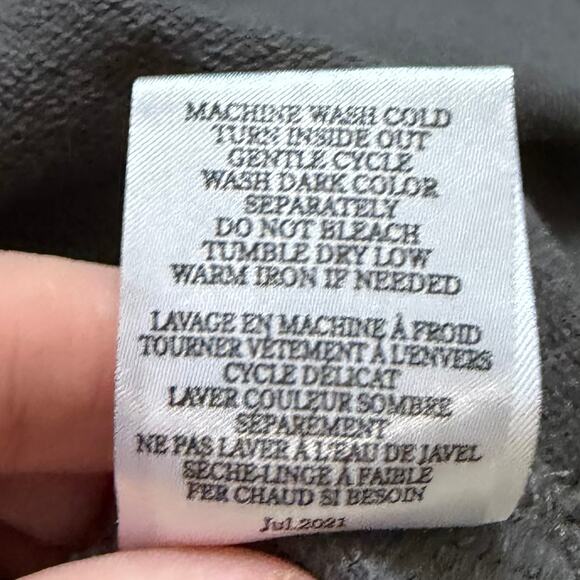 MACHINE WASH COLD
TURN INSIDE OUT
GENTLE CYCLE
WASH DARK COLOR
SEPARATELY
DO NOT BLEACH
TUMBLE DRY LOW
WARM IRON IF NEEDED
LAVAGE EN MACHINE À FROID
TOURNER VÊTEMENT À L'ENVERS
CYCLE DÉLICAT
LAVER COULEUR SOMBRE
SÉPARÉMENT
NE PAS LAVER À L'EAU DE JAVEL
SÈCHE-LINGE À FAIBLE
FER CHAUD SI BESOIN
Jul.2021